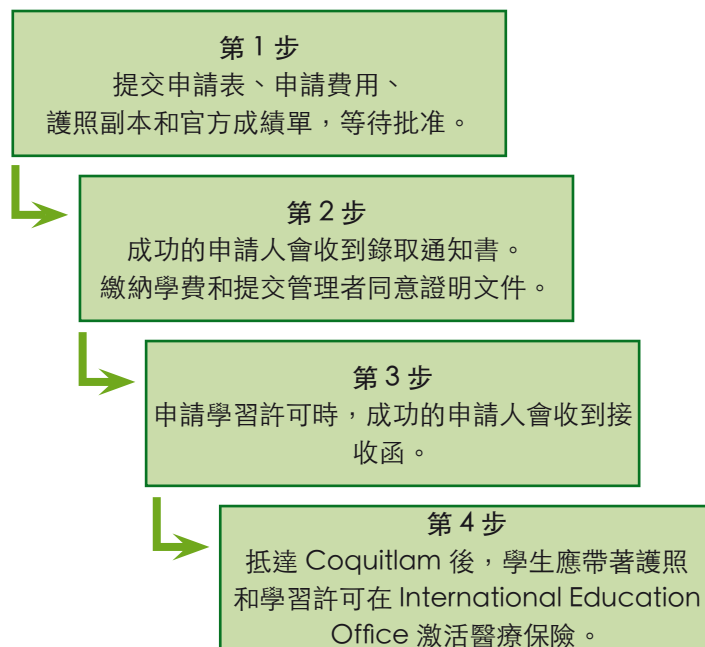 第 1 步
提交申請表、申請費用、
護照副本和官方成績單，等待批准。
第 2 步
成功的申請人會收到錄取通知書。
繳納學費和提交管理者同意證明文件。
第 3 步
申請學習許可時，成功的申請人會收到接
收函。
第 4 步
抵達 Coquitlam 後，學生應帶著護照
和學習許可在 International Education
Office 激活醫療保險。